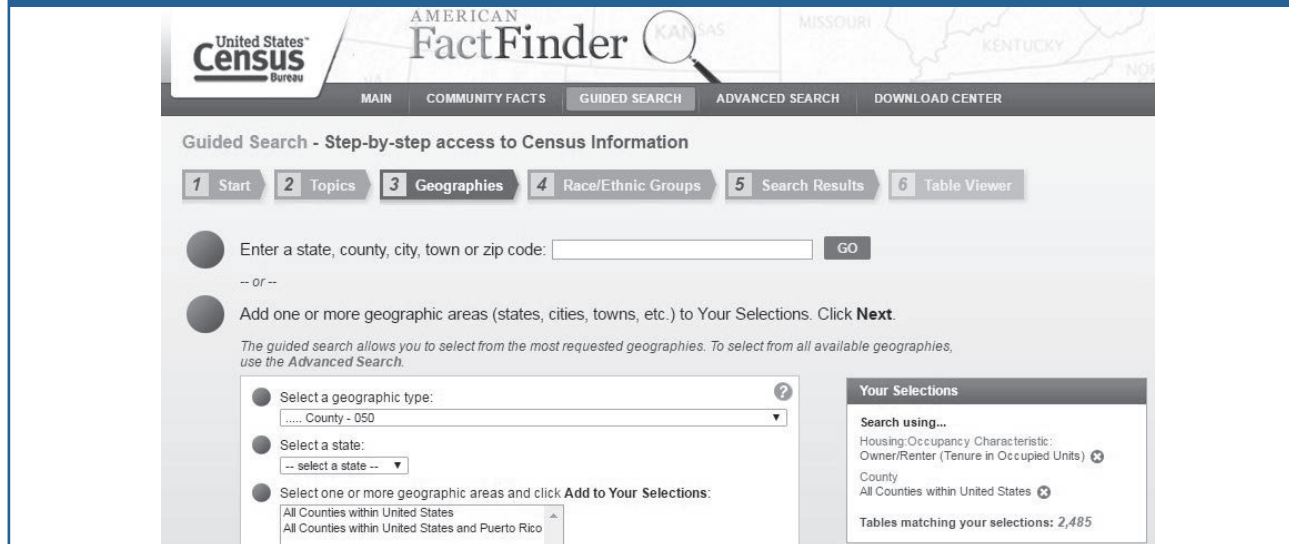 United States™
Census
Bureau
AMERICAN
FactFinder
KANSAS
MISSOURI
KENTUCKY
MAIN COMMUNITY FACTS GUIDED SEARCH ADVANCED SEARCH DOWNLOAD CENTER
Guided Search - Step-by-step access to Census Information
1 Start 2 Topics 3 Geographies 4 Race/Ethnic Groups 5 Search Results 6 Table Viewer
Enter a state, county, city, town or zip code: GO
-- or --
Add one or more geographic areas (states, cities, towns, etc.) to Your Selections. Click Next.
The guided search allows you to select from the most requested geographies. To select from all available geographies,
use the Advanced Search.
Select a geographic type:
..... County - 050
Select a state:
-- select a state --
Select one or more geographic areas and click Add to Your Selections:
All Counties within United States
All Counties within United States and Puerto Rico
Your Selections
Search using...
Housing:Occupancy Characteristic:
Owner/Renter (Tenure in Occupied Units)
County
All Counties within United States
Tables matching your selections: 2,485